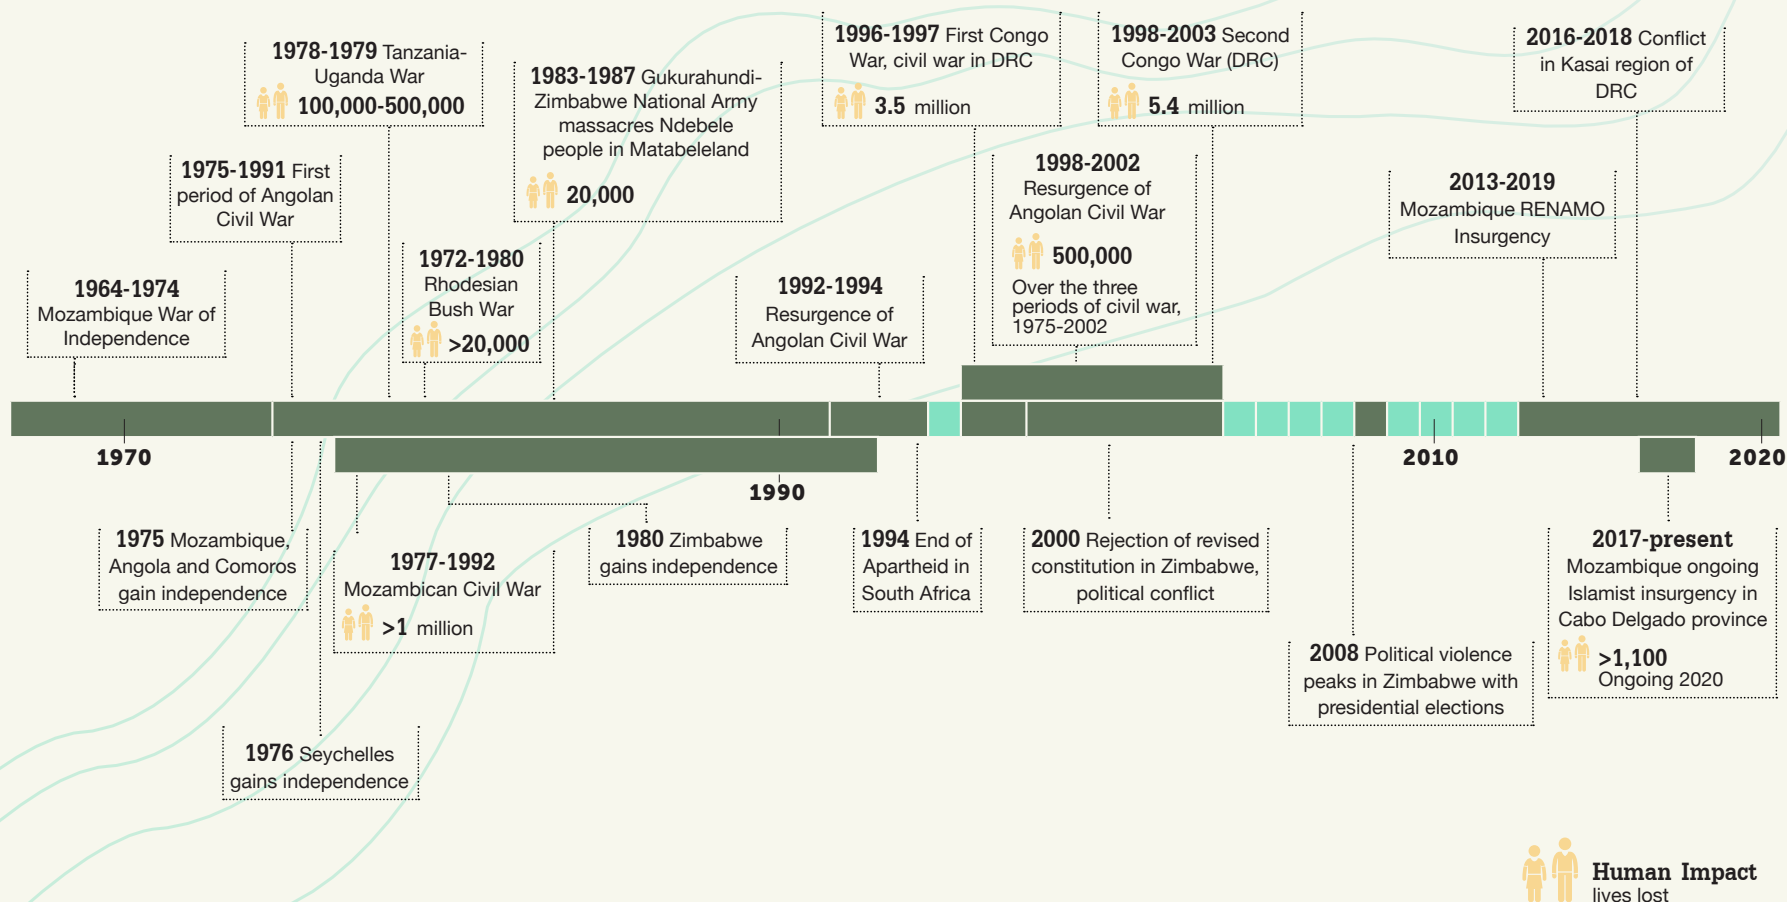 1964-1974
Mozambique War of
Independence
1975-1991 First
period of Angolan
Civil War
1978-1979 Tanzania-
Uganda War
100,000-500,000
1972-1980
Rhodesian
Bush War
>20,000
1983-1987 Gukurahundi-
Zimbabwe National Army
massacres Ndebele
people in Matabeleland
20,000
1992-1994
Resurgence of
Angolan Civil War
1996-1997 First Congo
War, civil war in DRC
3.5 million
1998-2002
Resurgence of
Angolan Civil War
500,000
Over the three
periods of civil war,
1975-2002
1998-2003 Second
Congo War (DRC)
5.4 million
2013-2019
Mozambique RENAMO
Insurgency
2016-2018 Conflict
in Kasai region of
DRC
1970
1990
2010
2020
1975 Mozambique,
Angola and Comoros
gain independence
1976 Seychelles
gains independence
1977-1992
Mozambican Civil War
>1 million
1980 Zimbabwe
gains independence
1994 End of
Apartheid in
South Africa
2000 Rejection of revised
constitution in Zimbabwe,
political conflict
2008 Political violence
peaks in Zimbabwe with
presidential elections
2017-present
Mozambique ongoing
Islamist insurgency in
Cabo Delgado province
>1,100
Ongoing 2020
Human Impact
lives lost